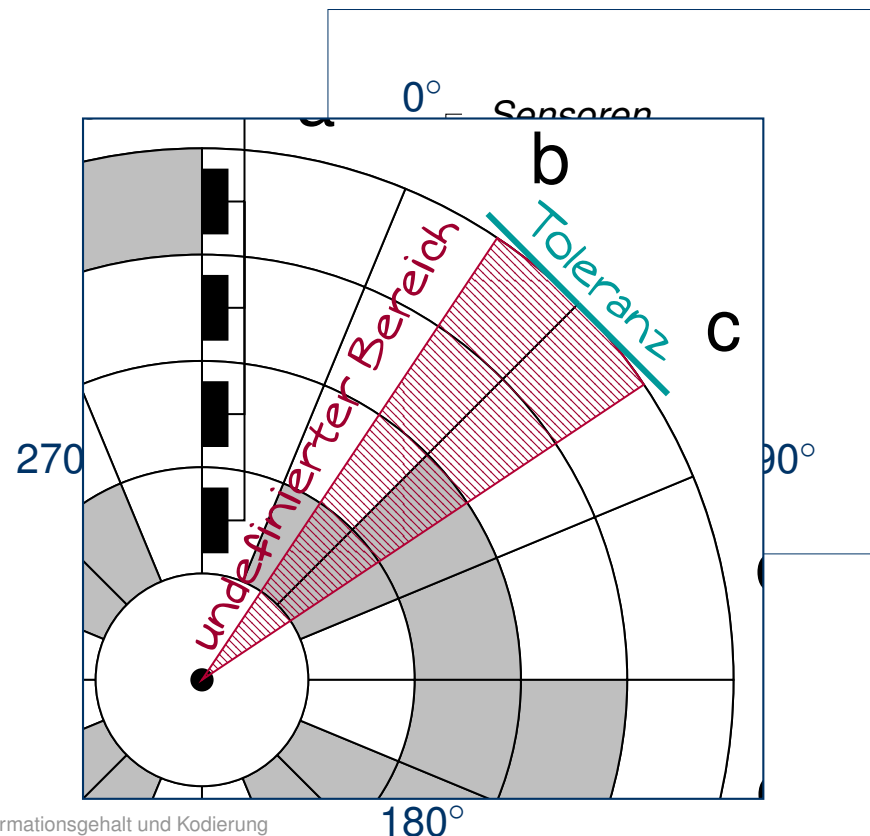 0°
Sensoren
a
b
Toleranz
undefinierter Bereich
c
270
90°
180°
rmationsgehalt und Kodierung